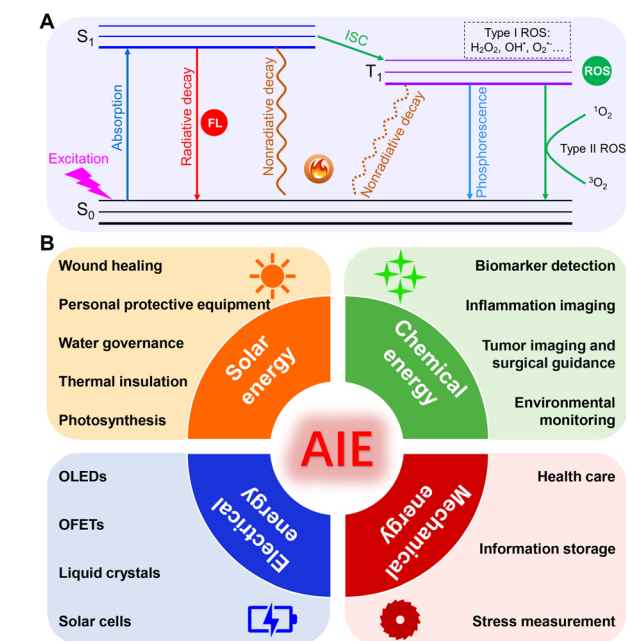 A
S₁
ISC
Type I ROS:
H₂O₂, OH•, O₂•⁻...
T₁
ROS
Absorption
Radiative decay
FL
Nonradiative decay
Nonradiative decay
Phosphorescence
¹O₂
Type II ROS
³O₂
Excitation
S₀
B
Wound healing
Personal protective equipment
Water governance
Thermal insulation
Photosynthesis
Solar
energy
Biomarker detection
Inflammation imaging
Tumor imaging and
surgical guidance
Environmental
monitoring
Chemical
energy
AIE
OLEDs
OFETs
Liquid crystals
Solar cells
Electrical
energy
Health care
Information storage
Stress measurement
Mechanical
energy